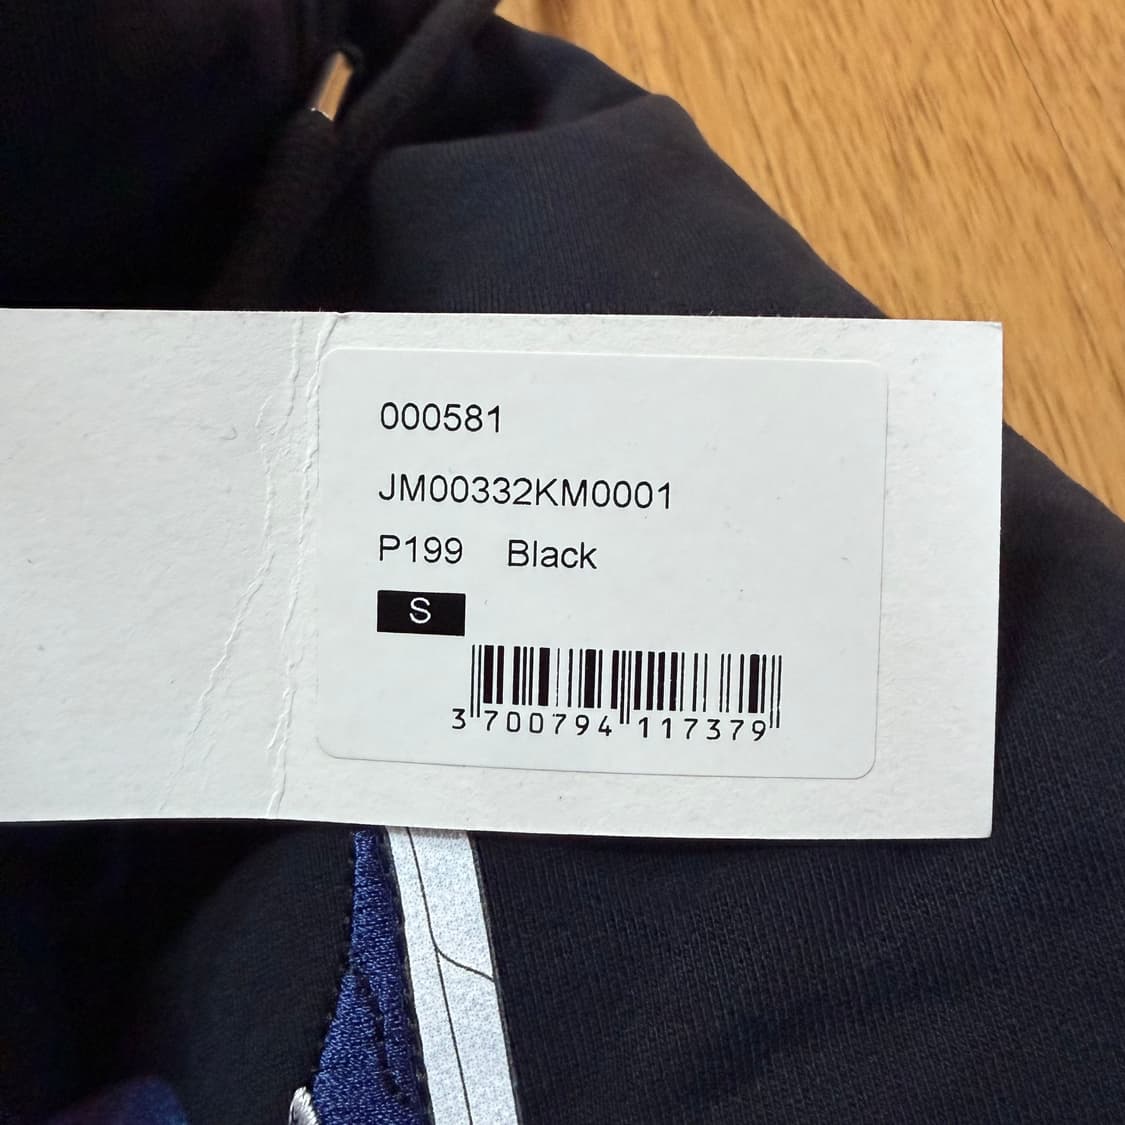 000581
JM00332KM0001
P199 Black
S
3 700794 117379